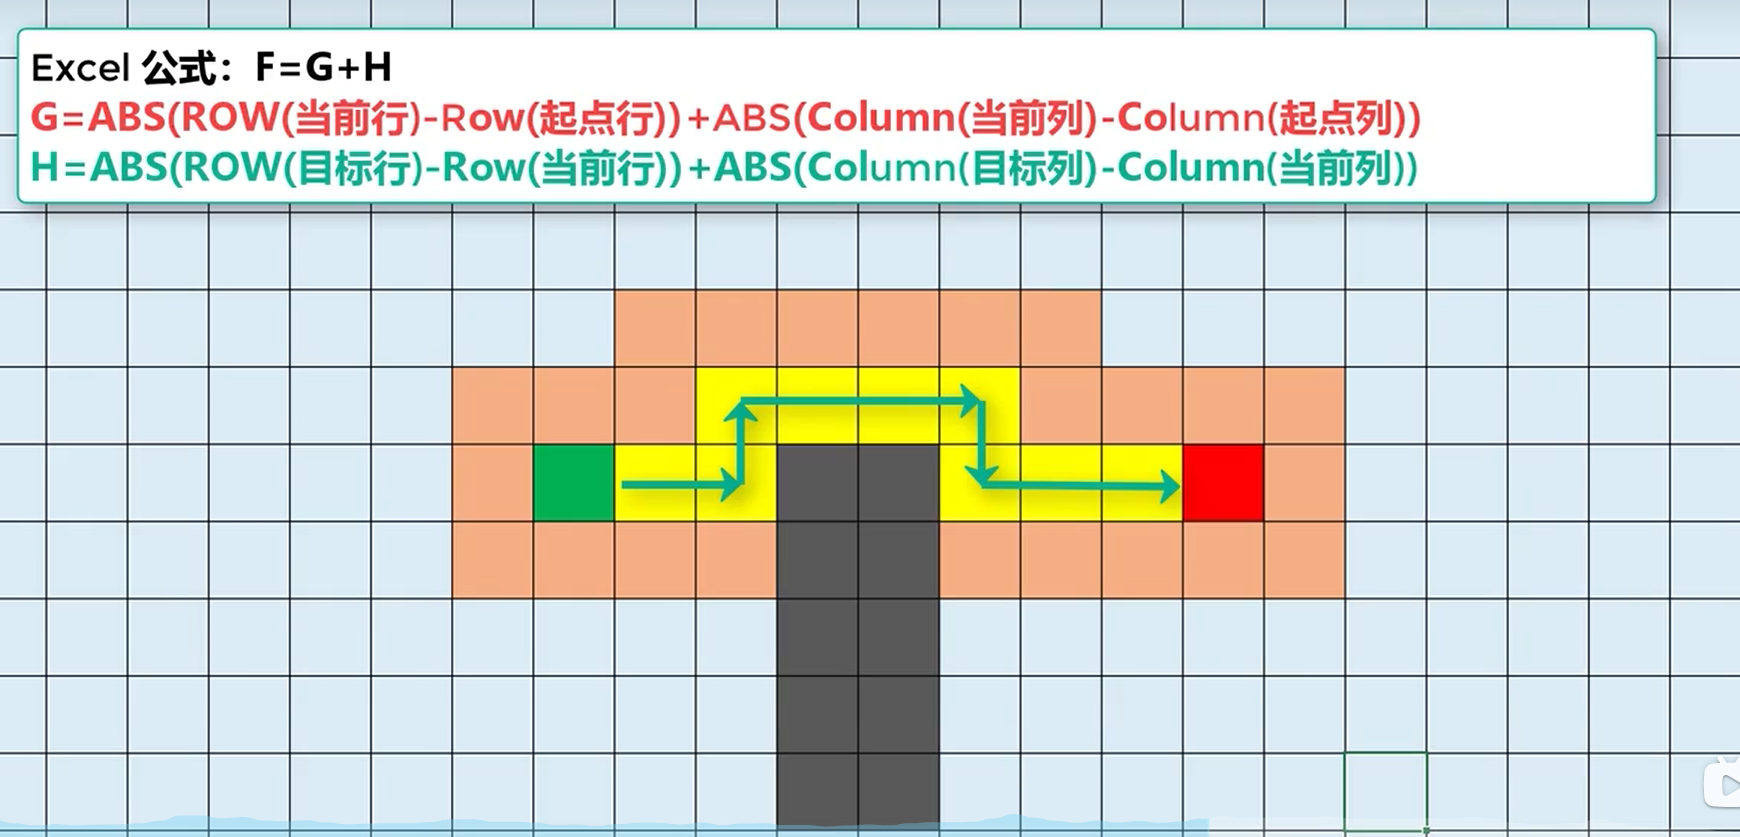 Excel 公式：F=G+H
G=ABS(ROW(当前行)-Row(起点行))+ABS(Column(当前列)-Column(起点列))
H=ABS(ROW(目标行)-Row(当前行))+ABS(Column(目标列)-Column(当前列))